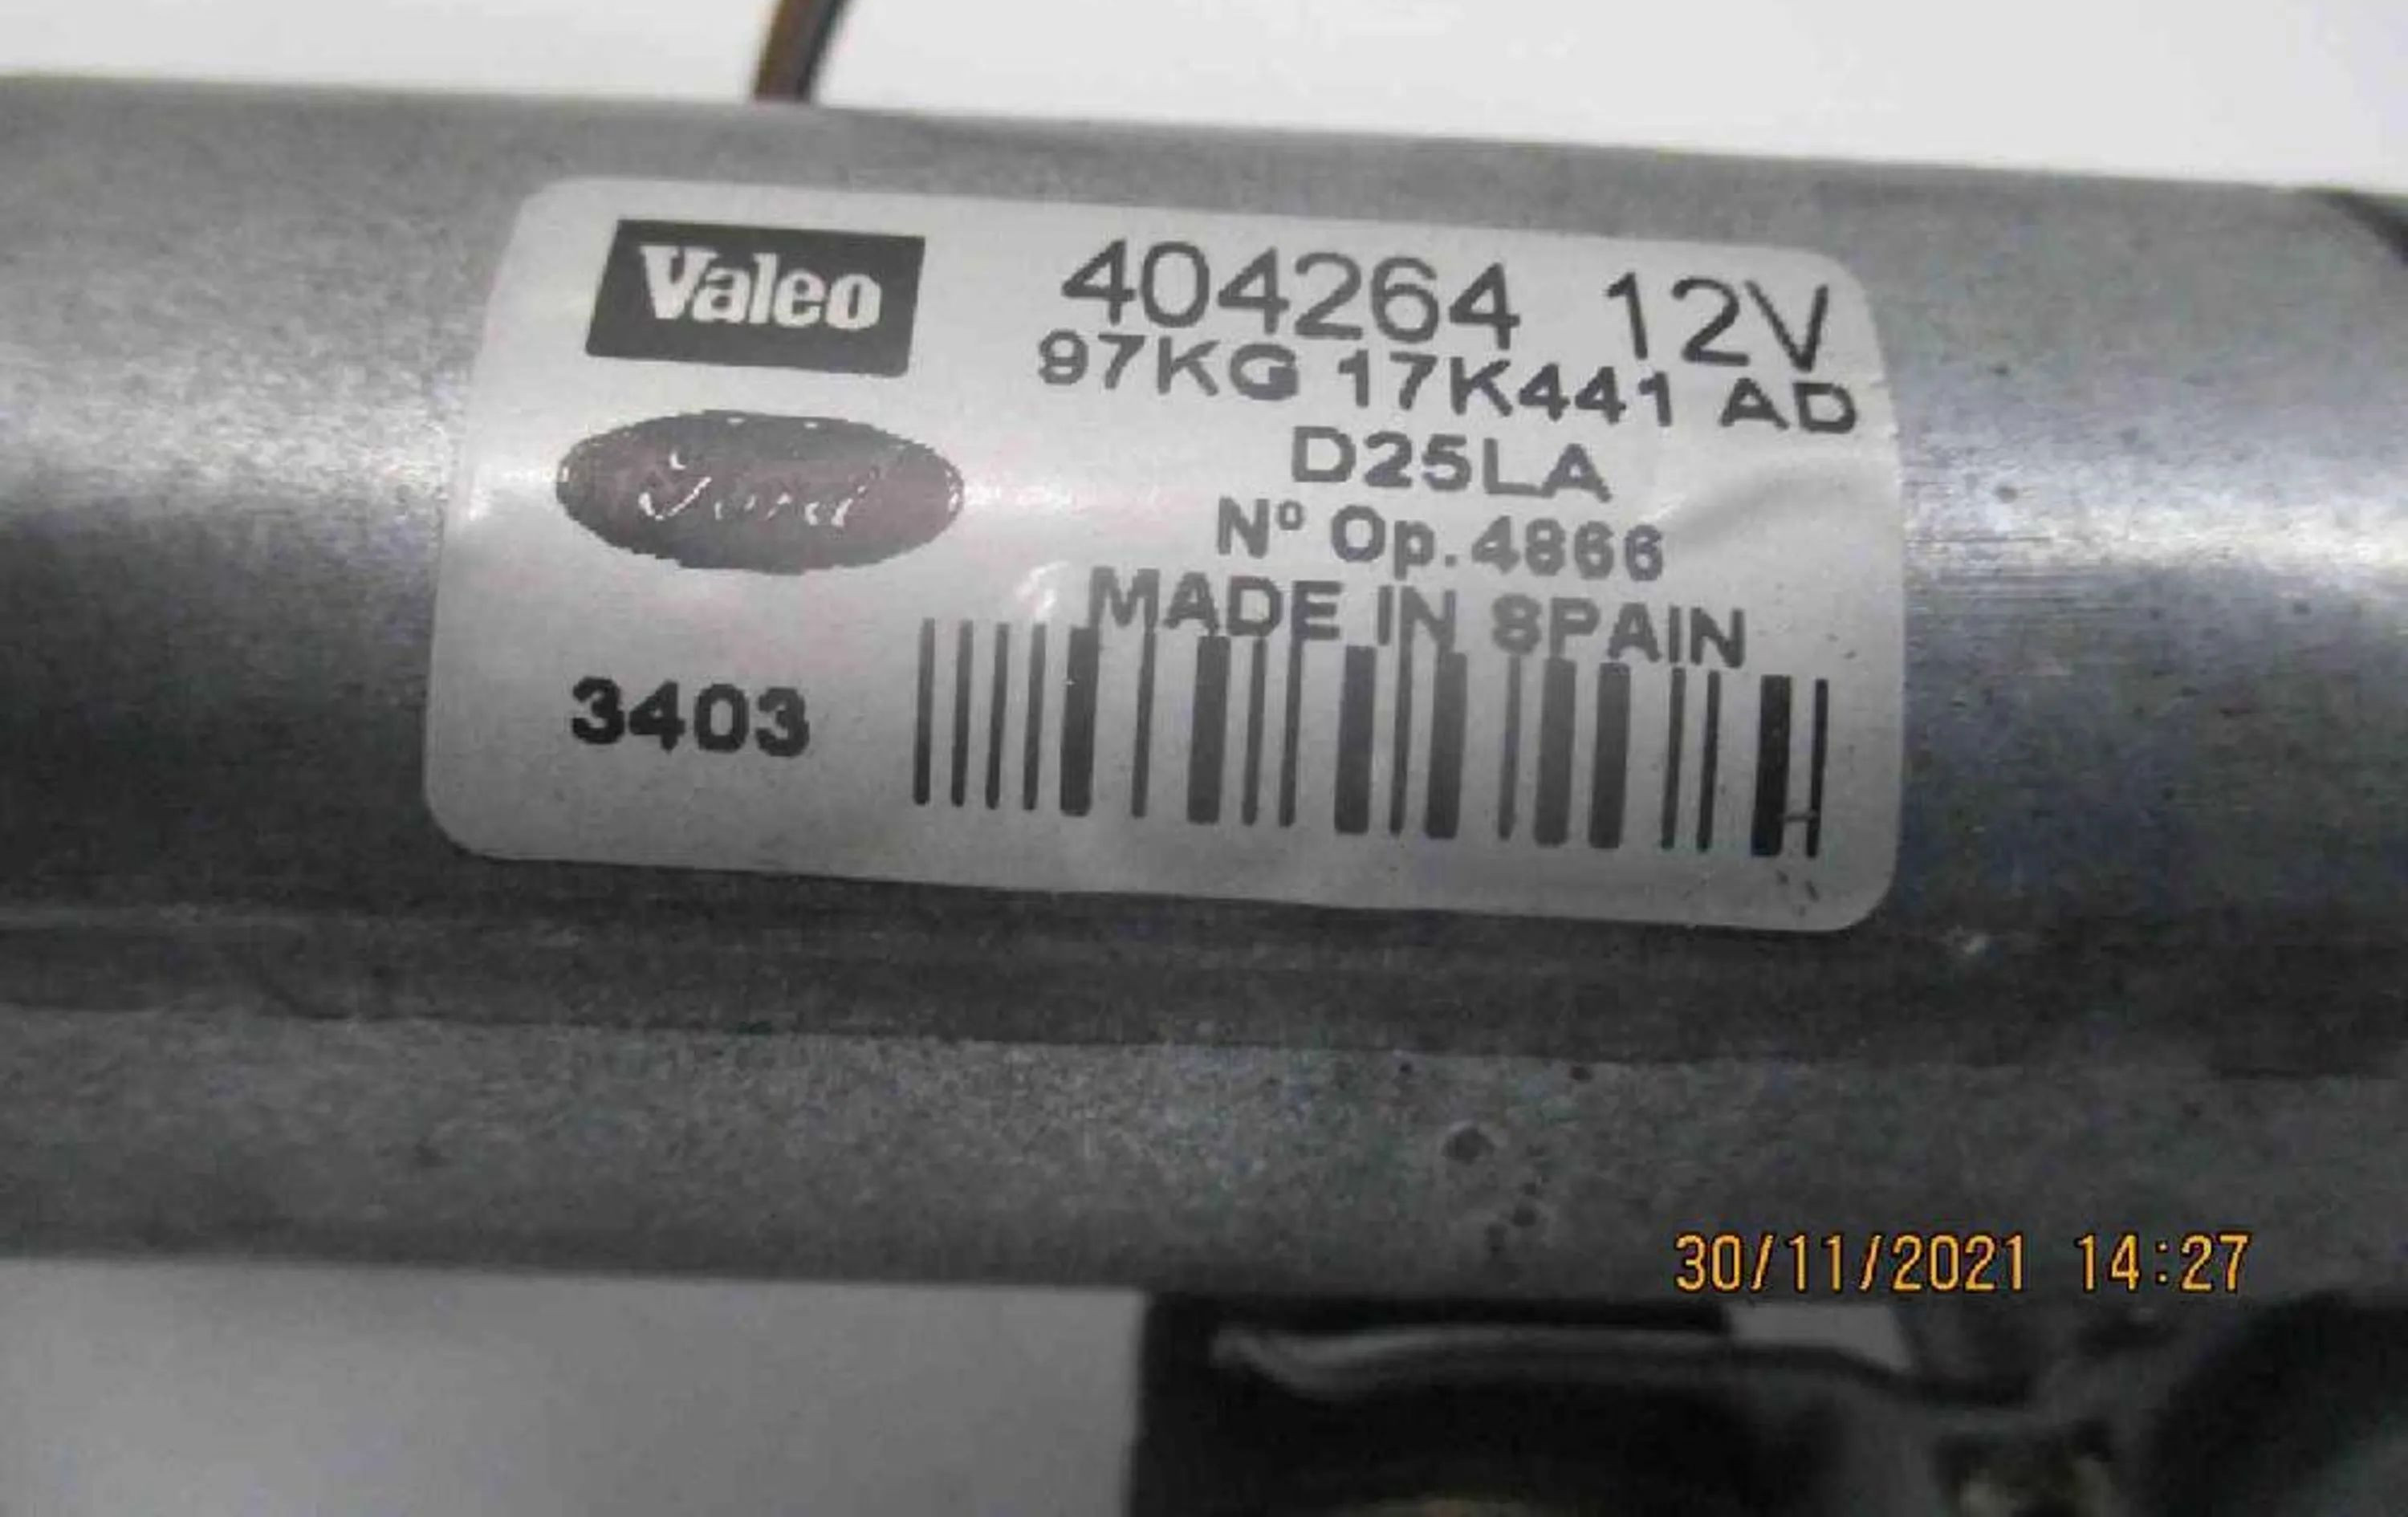 Valeo
404264 12V
97KG 17K441 AD
Ford
D25LA
Nº Op.4866
MADE IN SPAIN
3403
30/11/2021 14:27